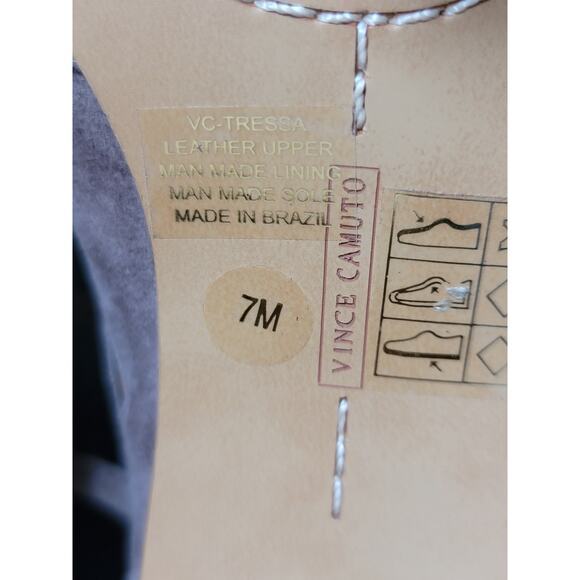 VC-TRESSA
LEATHER UPPER
MAN MADE LINING
MAN MADE SOLE
MADE IN BRAZIL
7M
VINCE CAMUTO